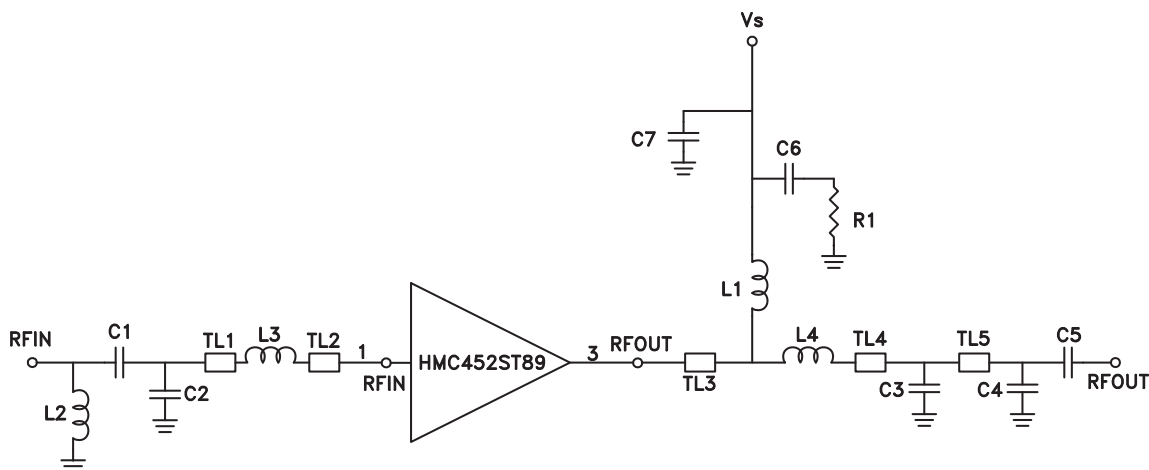 Vs
C7
C6
R1
L1
RFIN
C1
TL1
L3
TL2
1
RFIN
HMC452ST89
3
RFOUT
TL3
L4
TL4
TL5
C5
RFOUT
L2
C2
C3
C4